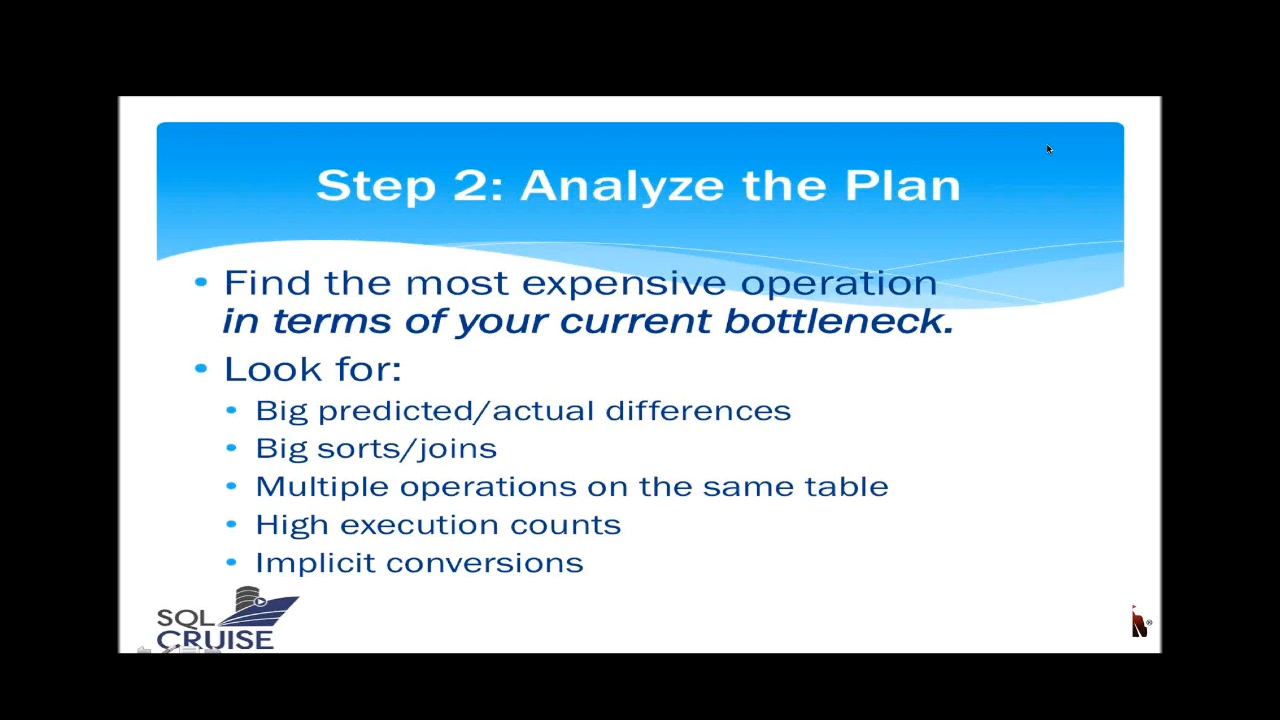 Step 2: Analyze the Plan
• Find the most expensive operation
in terms of your current bottleneck.
• Look for:
• Big predicted/actual differences
• Big sorts/joins
• Multiple operations on the same table
• High execution counts
• Implicit conversions
SQL
CRUISE
®